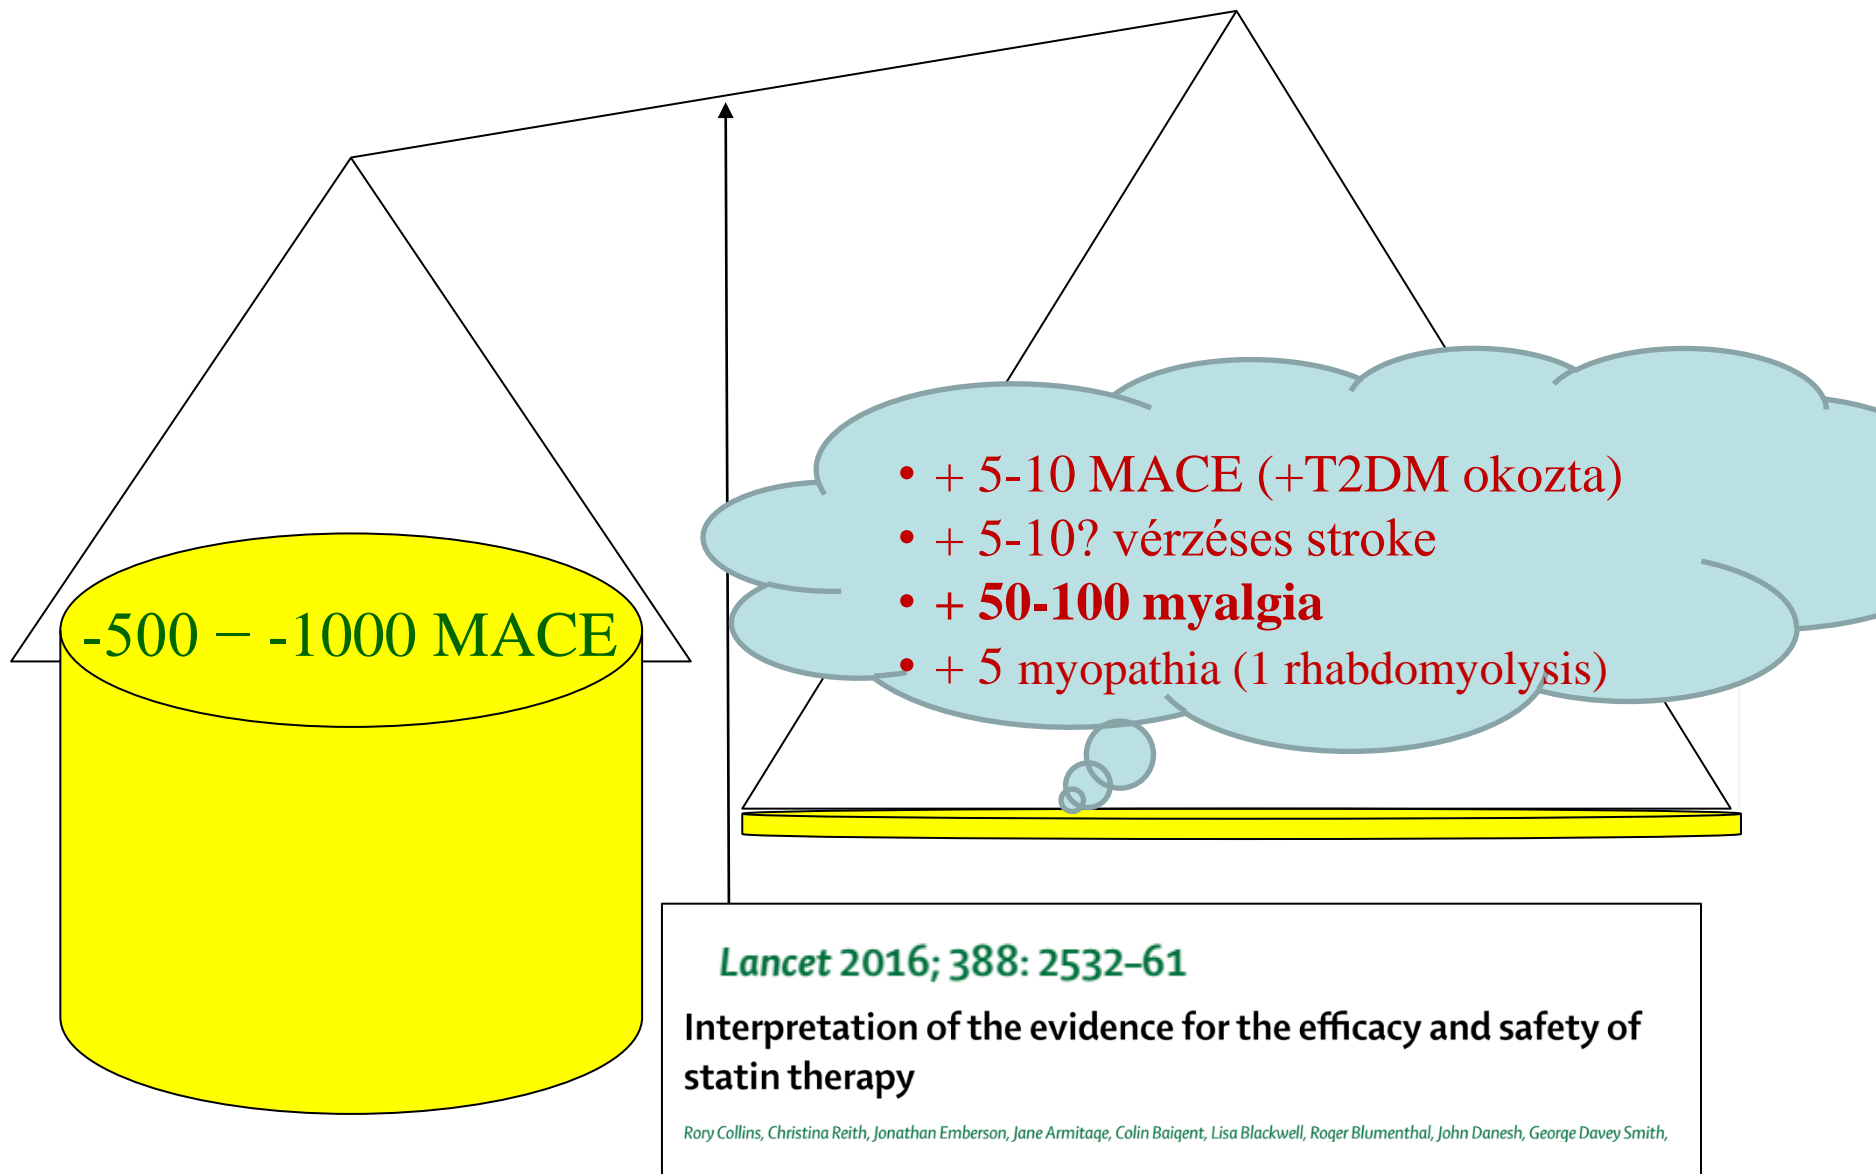 -500 – -1000 MACE
• + 5-10 MACE (+T2DM okozta)
• + 5-10? vérzéses stroke
• + 50-100 myalgia
• + 5 myopathia (1 rhabdomyolysis)
Lancet 2016; 388: 2532–61
Interpretation of the evidence for the efficacy and safety of
statin therapy
Rory Collins, Christina Reith, Jonathan Emberson, Jane Armitage, Colin Baigent, Lisa Blackwell, Roger Blumenthal, John Danesh, George Davey Smith,